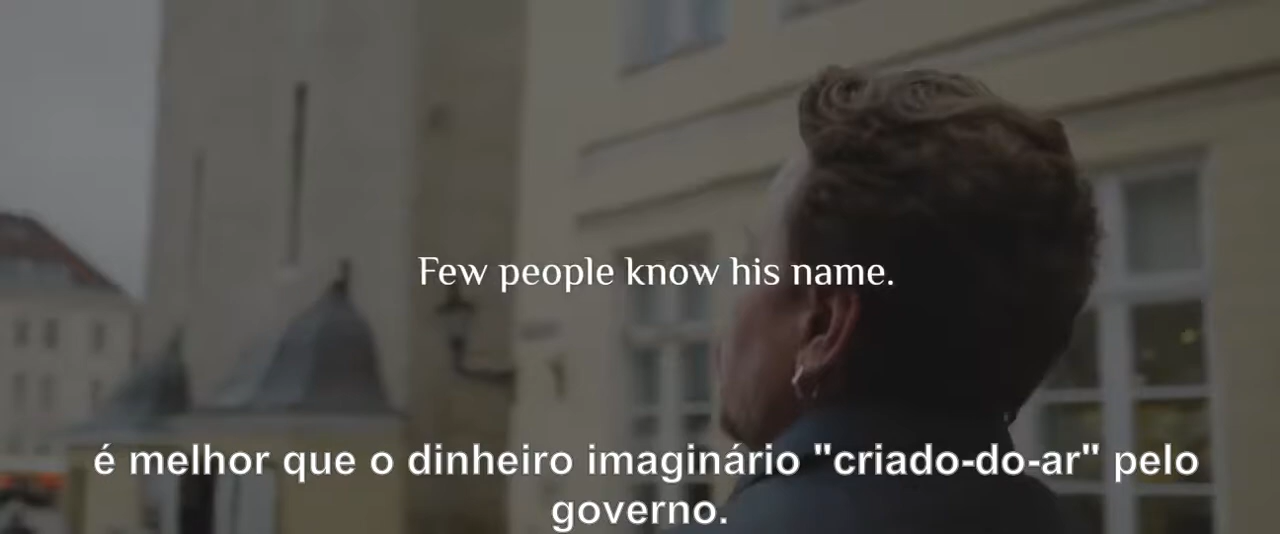 Few people know his name.
é melhor que o dinheiro imaginário "criado-do-ar" pelo
governo.